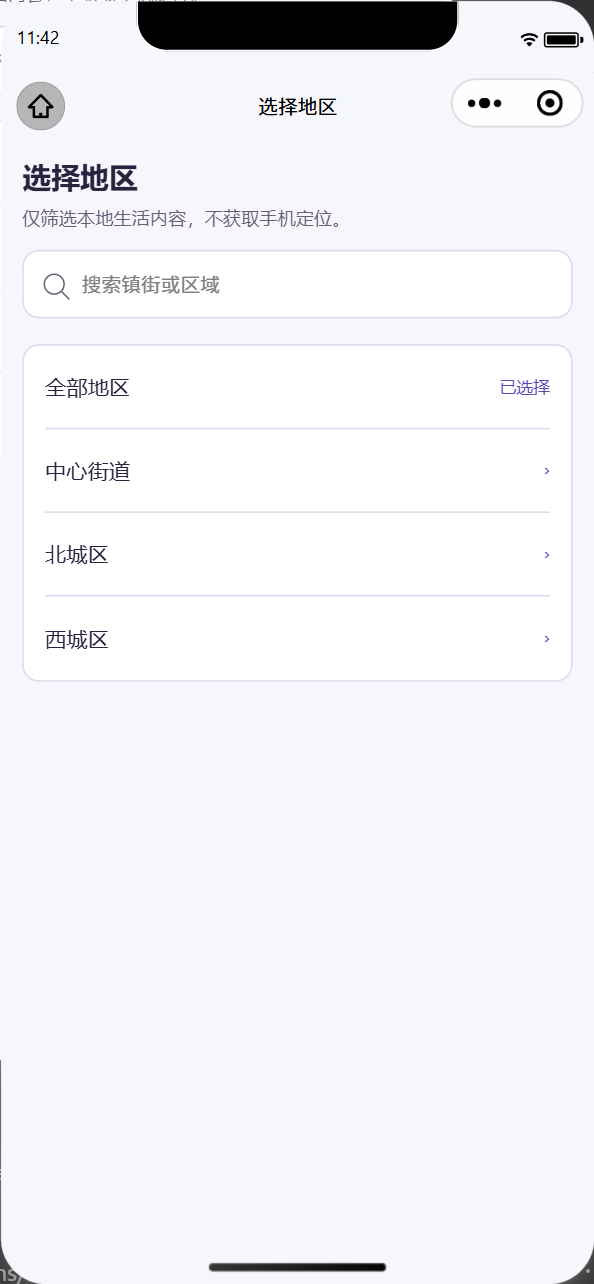 11:42
选择地区
选择地区
仅筛选本地生活内容，不获取手机定位。
搜索镇街或区域
全部地区 已选择
中心街道 ›
北城区 ›
西城区 ›